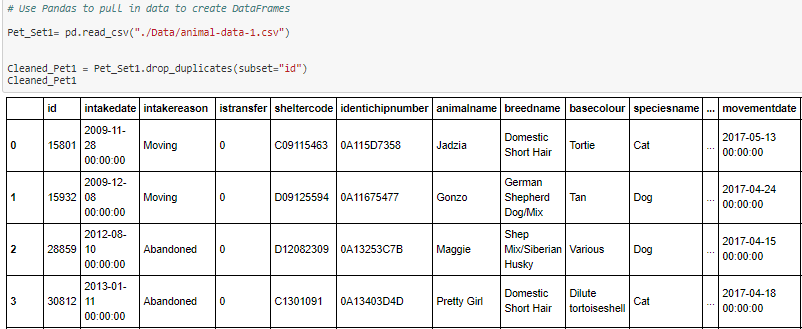 # Use Pandas to pull in data to create DataFrames
Pet_Set1= pd.read_csv("./Data/animal-data-1.csv")
Cleaned_Pet1 = Pet_Set1.drop_duplicates(subset="id")
Cleaned_Pet1
id intakedate intakereason istransfer sheltercode identichipnumber animalname breedname basecolour speciesname ... movementdate
0 15801 2009-11-28 00:00:00 Moving 0 C09115463 0A115D7358 Jadzia Domestic Short Hair Tortie Cat ... 2017-05-13 00:00:00
1 15932 2009-12-08 00:00:00 Moving 0 D09125594 0A11675477 Gonzo German Shepherd Dog/Mix Tan Dog ... 2017-04-24 00:00:00
2 28859 2012-08-10 00:00:00 Abandoned 0 D12082309 0A13253C7B Maggie Shep Mix/Siberian Husky Various Dog ... 2017-04-15 00:00:00
3 30812 2013-01-11 00:00:00 Abandoned 0 C1301091 0A13403D4D Pretty Girl Domestic Short Hair Dilute tortoiseshell Cat ... 2017-04-18 00:00:00